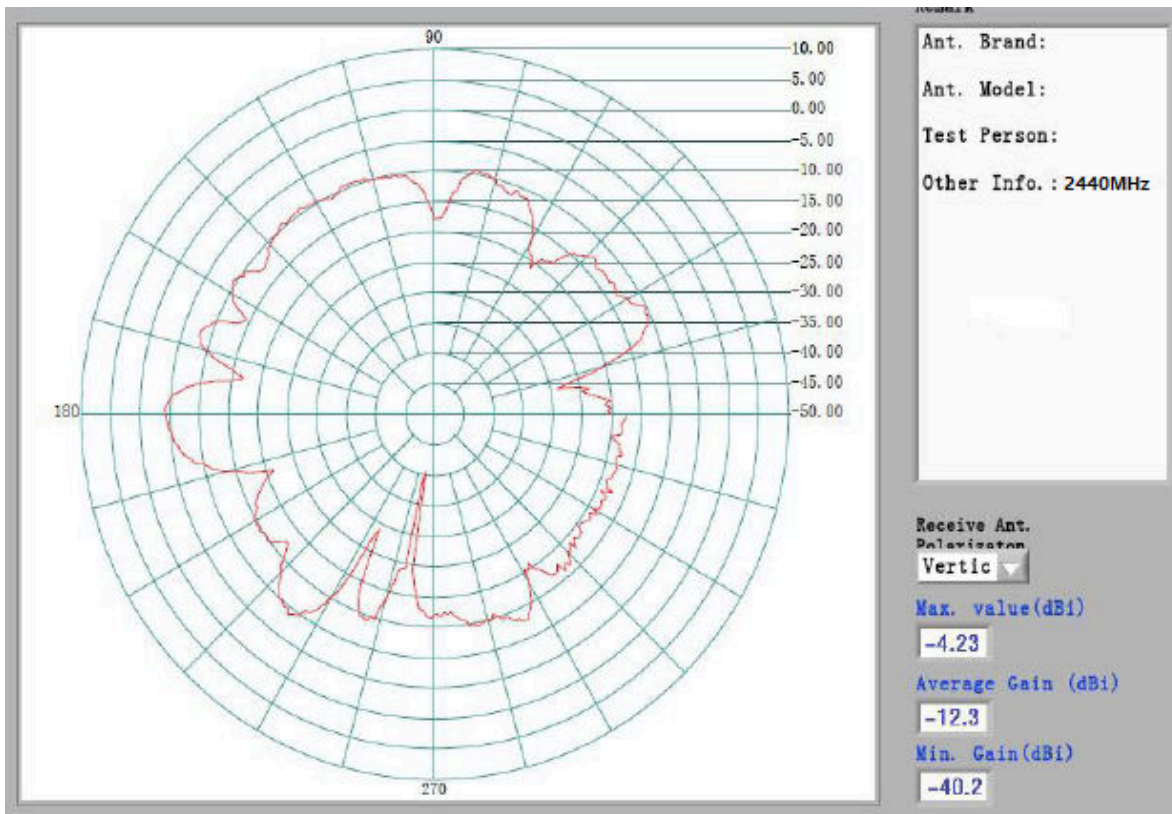 Remark
Ant. Brand:
Ant. Model:
Test Person:
Other Info.: 2440MHz
90
10.00
5.00
0.00
-5.00
-10.00
-15.00
-20.00
-25.00
-30.00
-35.00
-40.00
-45.00
-50.00
180
270
Receive Ant.
Polarizaton
Vertic
Max. value(dBi)
-4.23
Average Gain (dBi)
-12.3
Min. Gain(dBi)
-40.2